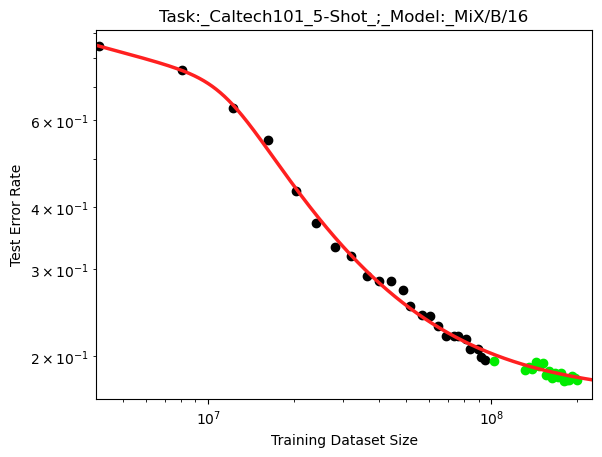 Task:_Caltech101_5-Shot_;_Model:_MiX/B/16
Test Error Rate
6 × 10⁻¹
4 × 10⁻¹
3 × 10⁻¹
2 × 10⁻¹
10⁷
10⁸
Training Dataset Size